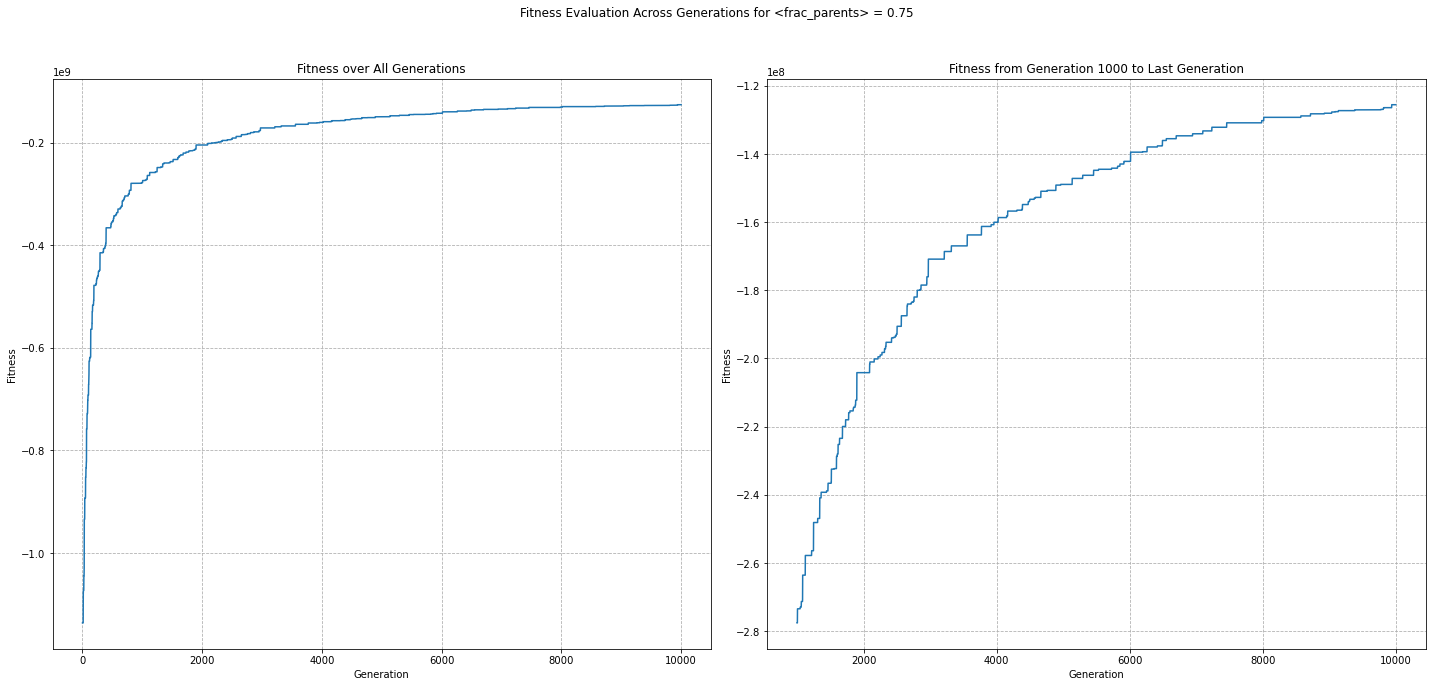 Fitness Evaluation Across Generations for <frac_parents> = 0.75
Fitness over All Generations
1e9
−0.2
−0.4
−0.6
−0.8
−1.0
Fitness
0 2000 4000 6000 8000 10000
Generation
Fitness from Generation 1000 to Last Generation
1e8
−1.2
−1.4
−1.6
−1.8
−2.0
−2.2
−2.4
−2.6
−2.8
Fitness
2000 4000 6000 8000 10000
Generation